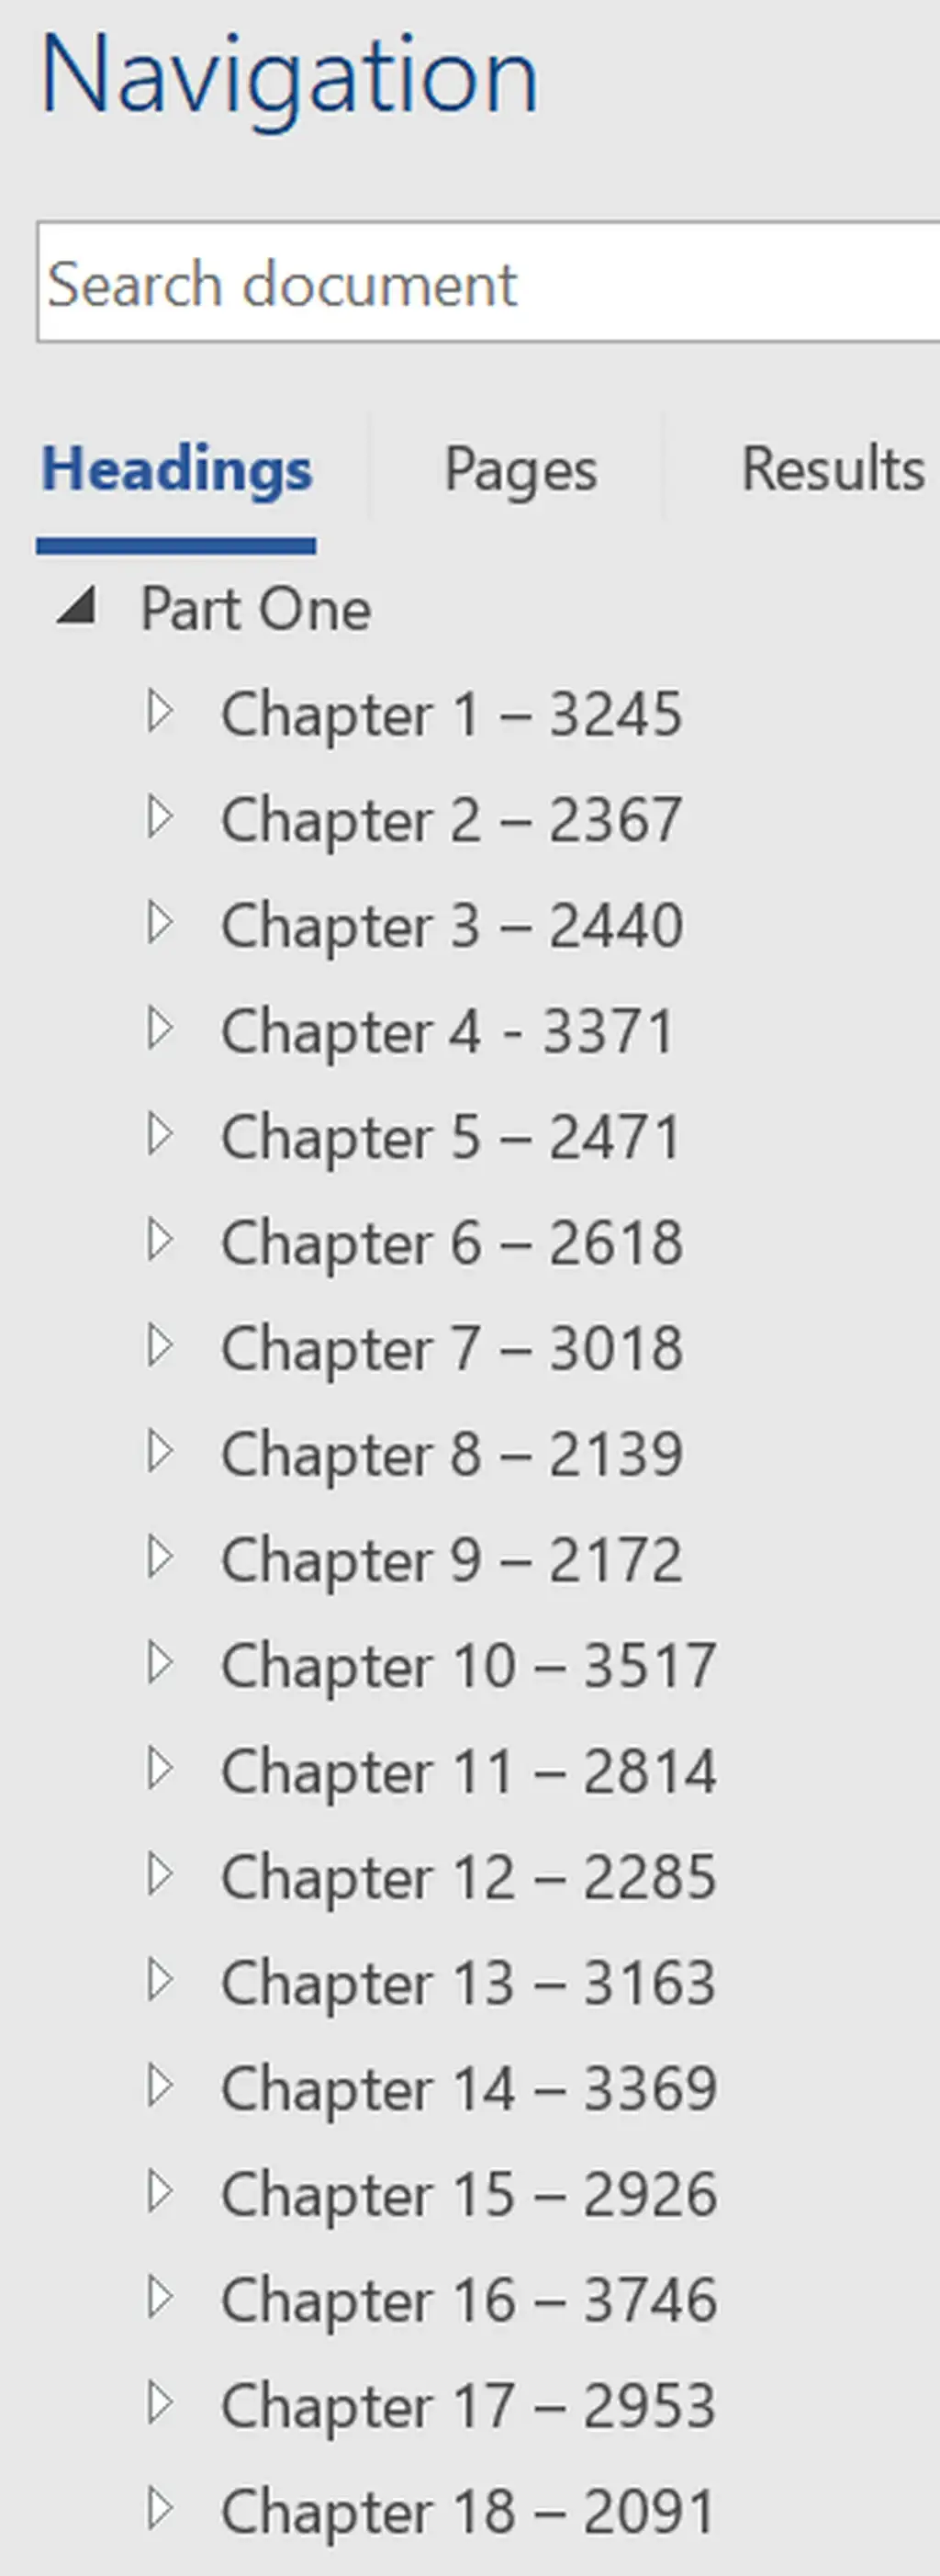 Navigation
Search document
Headings Pages Results
Part One
Chapter 1 – 3245
Chapter 2 – 2367
Chapter 3 – 2440
Chapter 4 - 3371
Chapter 5 – 2471
Chapter 6 – 2618
Chapter 7 – 3018
Chapter 8 – 2139
Chapter 9 – 2172
Chapter 10 – 3517
Chapter 11 – 2814
Chapter 12 – 2285
Chapter 13 – 3163
Chapter 14 – 3369
Chapter 15 – 2926
Chapter 16 – 3746
Chapter 17 – 2953
Chapter 18 – 2091